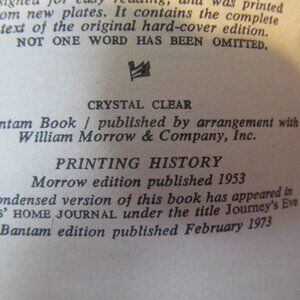 signed for easy reading, and was printed
from new plates. It contains the complete
text of the original hard-cover edition.
NOT ONE WORD HAS BEEN OMITTED.
CRYSTAL CLEAR
ntam Book / published by arrangement with
William Morrow & Company, Inc.
PRINTING HISTORY
Morrow edition published 1953
ondensed version of this book has appeared in
S' HOME JOURNAL under the title Journey's Eve
Bantam edition published February 1973